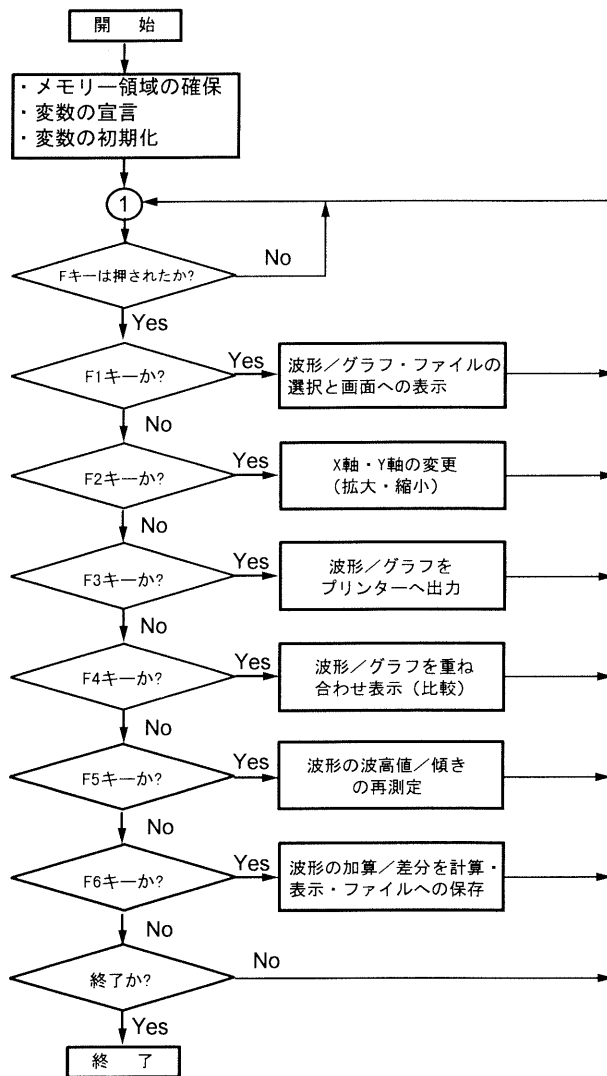 開 始
・メモリー領域の確保
・変数の宣言
・変数の初期化
1
Fキーは押されたか?
No
Yes
F1キーか?
Yes
波形／グラフ・ファイルの
選択と画面への表示
No
F2キーか?
Yes
X軸・Y軸の変更
(拡大・縮小)
No
F3キーか?
Yes
波形／グラフを
プリンターへ出力
No
F4キーか?
Yes
波形／グラフを重ね
合わせ表示(比較)
No
F5キーか?
Yes
波形の波高値／傾き
の再測定
No
F6キーか?
Yes
波形の加算／差分を計算・
表示・ファイルへの保存
No
終了か?
No
Yes
終 了